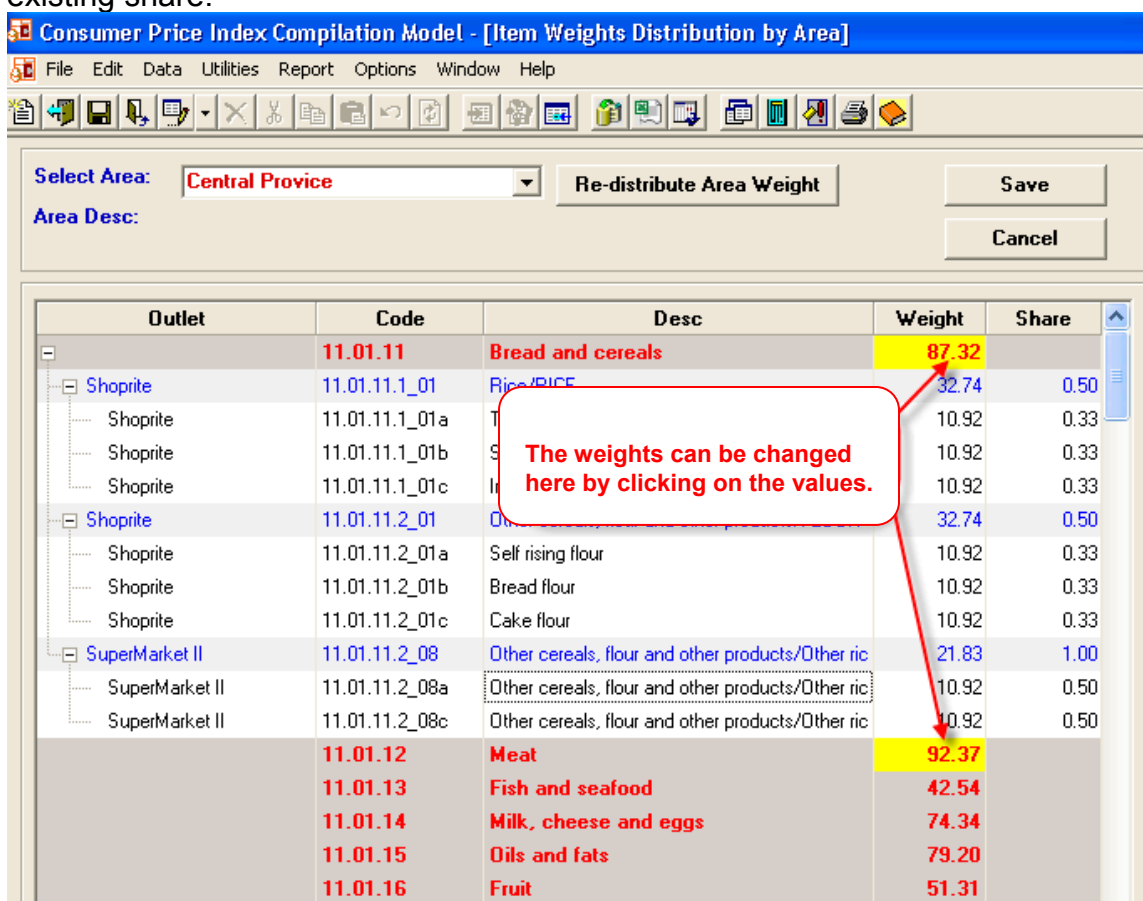 existing share.
Consumer Price Index Compilation Model - [Item Weights Distribution by Area]
File Edit Data Utilities Report Options Window Help
Select Area: Central Provice Re-distribute Area Weight Save
Area Desc: Cancel
Outlet Code Desc Weight Share
11.01.11 Bread and cereals 87.32
Shoprite 11.01.11.1_01 32.74 0.50
Shoprite 11.01.11.1_01a 10.92 0.33
Shoprite 11.01.11.1_01b 10.92 0.33
Shoprite 11.01.11.1_01c 10.92 0.33
The weights can be changed
here by clicking on the values.
Shoprite 11.01.11.2_01 32.74 0.50
Shoprite 11.01.11.2_01a Self rising flour 10.92 0.33
Shoprite 11.01.11.2_01b Bread flour 10.92 0.33
Shoprite 11.01.11.2_01c Cake flour 10.92 0.33
SuperMarket II 11.01.11.2_08 Other cereals, flour and other products/Other ric 21.83 1.00
SuperMarket II 11.01.11.2_08a Other cereals, flour and other products/Other ric 10.92 0.50
SuperMarket II 11.01.11.2_08c Other cereals, flour and other products/Other ric 10.92 0.50
11.01.12 Meat 92.37
11.01.13 Fish and seafood 42.54
11.01.14 Milk, cheese and eggs 74.34
11.01.15 Oils and fats 79.20
11.01.16 Fruit 51.31